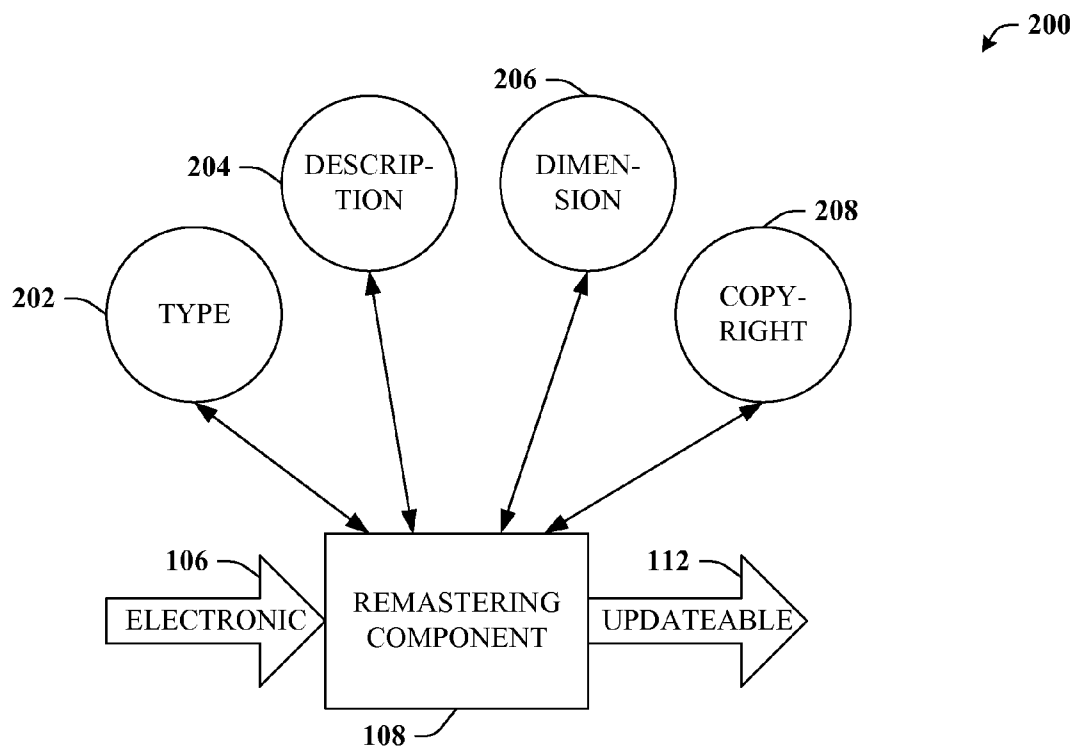 200
206
204
DESCRIP-
TION
DIMEN-
SION
208
202
TYPE
COPY-
RIGHT
106
112
ELECTRONIC
REMASTERING
COMPONENT
UPDATEABLE
108